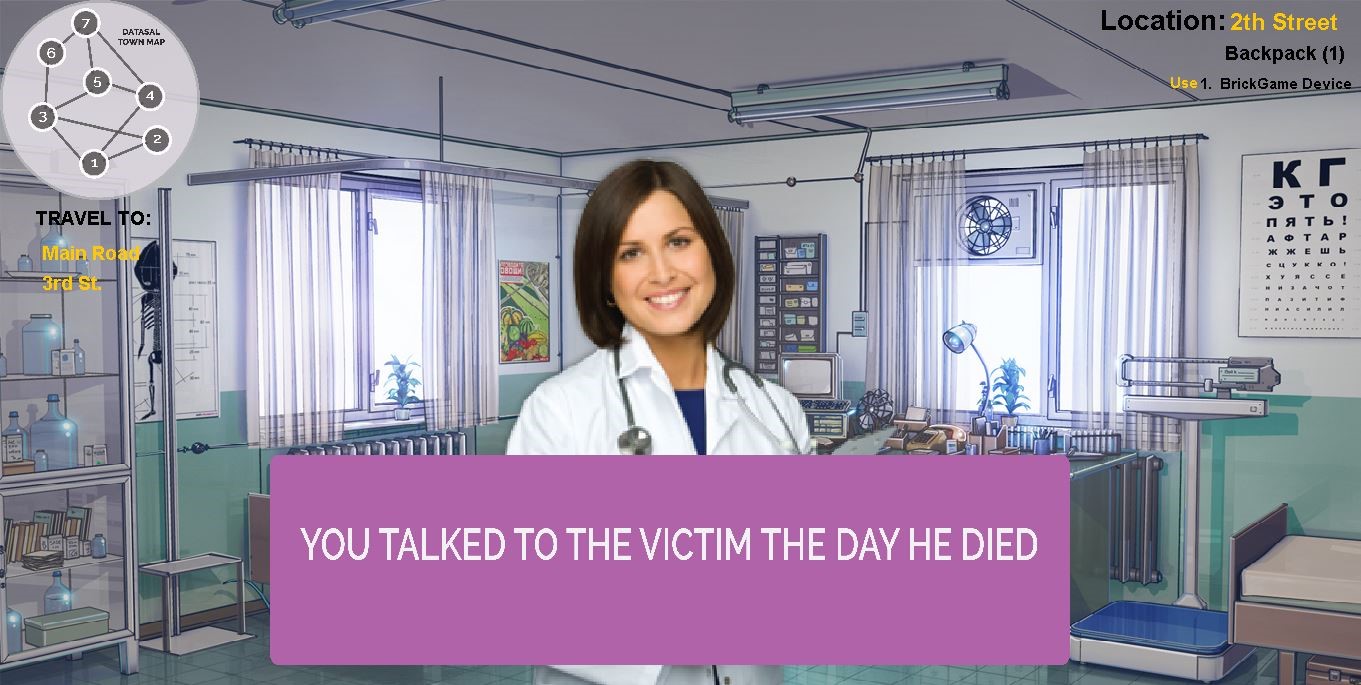 7
DATASAL
TOWN MAP
6
5
4
3
2
1
TRAVEL TO:
Main Road
3rd St.
Location: 2th Street
Backpack (1)
Use 1. BrickGame Device
ОВОЩИ
К Г
Э Т О
П Я Т Ь !
А Ф Т А Р
Ж Ж Е Ш Ь
С Ц У К К О !
Х У Я С С Е
Н И З А Ч О Т
П А З И Т И Ф
YOU TALKED TO THE VICTIM THE DAY HE DIED